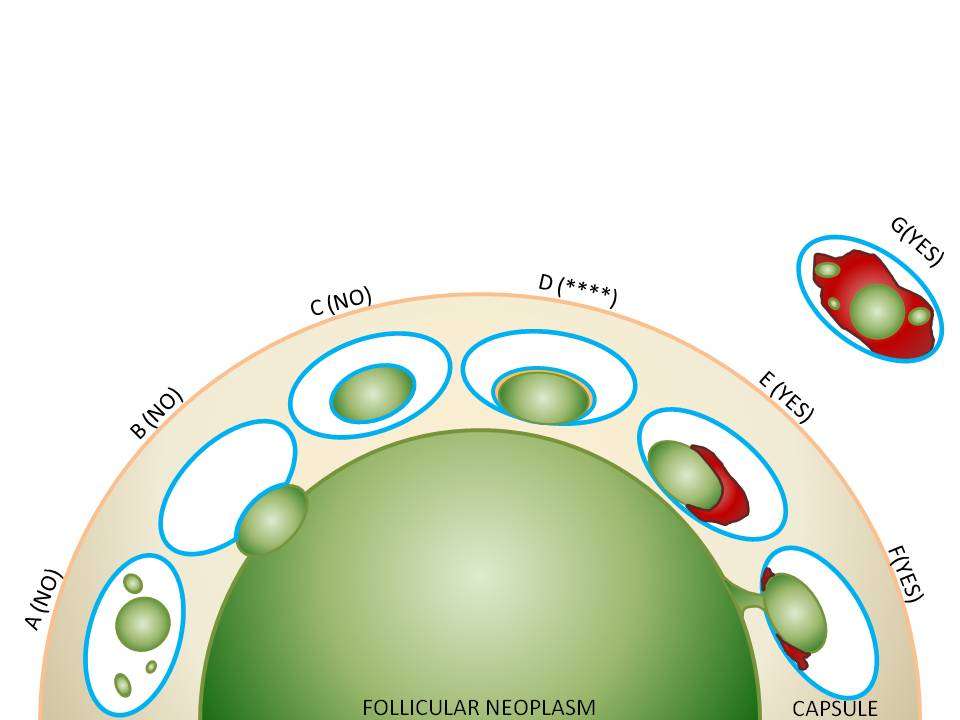 A (NO)
B (NO)
C (NO)
D (****)
E (YES)
F(YES)
G(YES)
FOLLICULAR NEOPLASM
CAPSULE